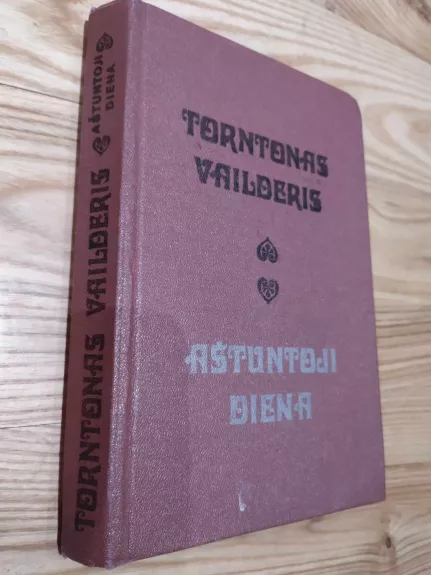 TORNTONAS
VAILDERIS
AŠTUNTOJI
DIENA
TORNTONAS VAILDERIS
AŠTUNTOJI
DIENA